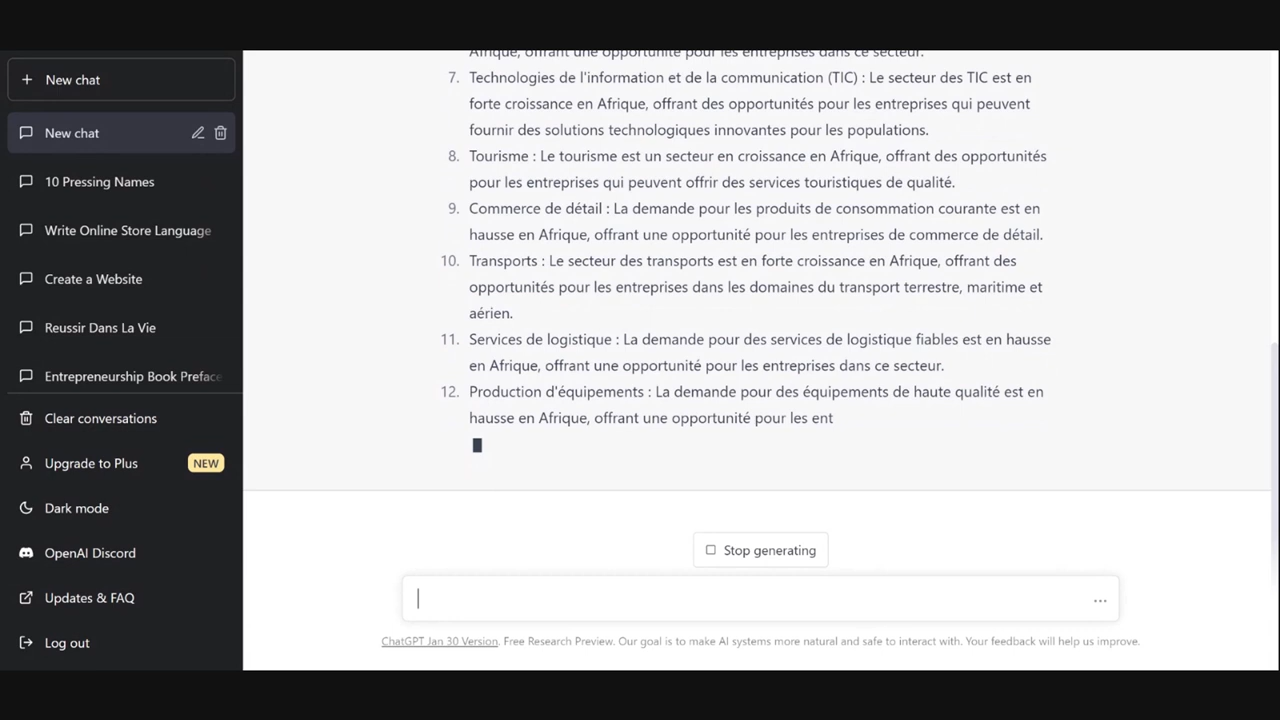 New chat
New chat
10 Pressing Names
Write Online Store Language
Create a Website
Reussir Dans La Vie
Entrepreneurship Book Preface
Clear conversations
Upgrade to Plus NEW
Dark mode
OpenAI Discord
Updates & FAQ
Log out
Afrique, offrant une opportunité pour les entreprises dans ce secteur.
7. Technologies de l'information et de la communication (TIC) : Le secteur des TIC est en
forte croissance en Afrique, offrant des opportunités pour les entreprises qui peuvent
fournir des solutions technologiques innovantes pour les populations.
8. Tourisme : Le tourisme est un secteur en croissance en Afrique, offrant des opportunités
pour les entreprises qui peuvent offrir des services touristiques de qualité.
9. Commerce de détail : La demande pour les produits de consommation courante est en
hausse en Afrique, offrant une opportunité pour les entreprises de commerce de détail.
10. Transports : Le secteur des transports est en forte croissance en Afrique, offrant des
opportunités pour les entreprises dans les domaines du transport terrestre, maritime et
aérien.
11. Services de logistique : La demande pour des services de logistique fiables est en hausse
en Afrique, offrant une opportunité pour les entreprises dans ce secteur.
12. Production d'équipements : La demande pour des équipements de haute qualité est en
hausse en Afrique, offrant une opportunité pour les ent
Stop generating
ChatGPT Jan 30 Version. Free Research Preview. Our goal is to make AI systems more natural and safe to interact with. Your feedback will help us improve.